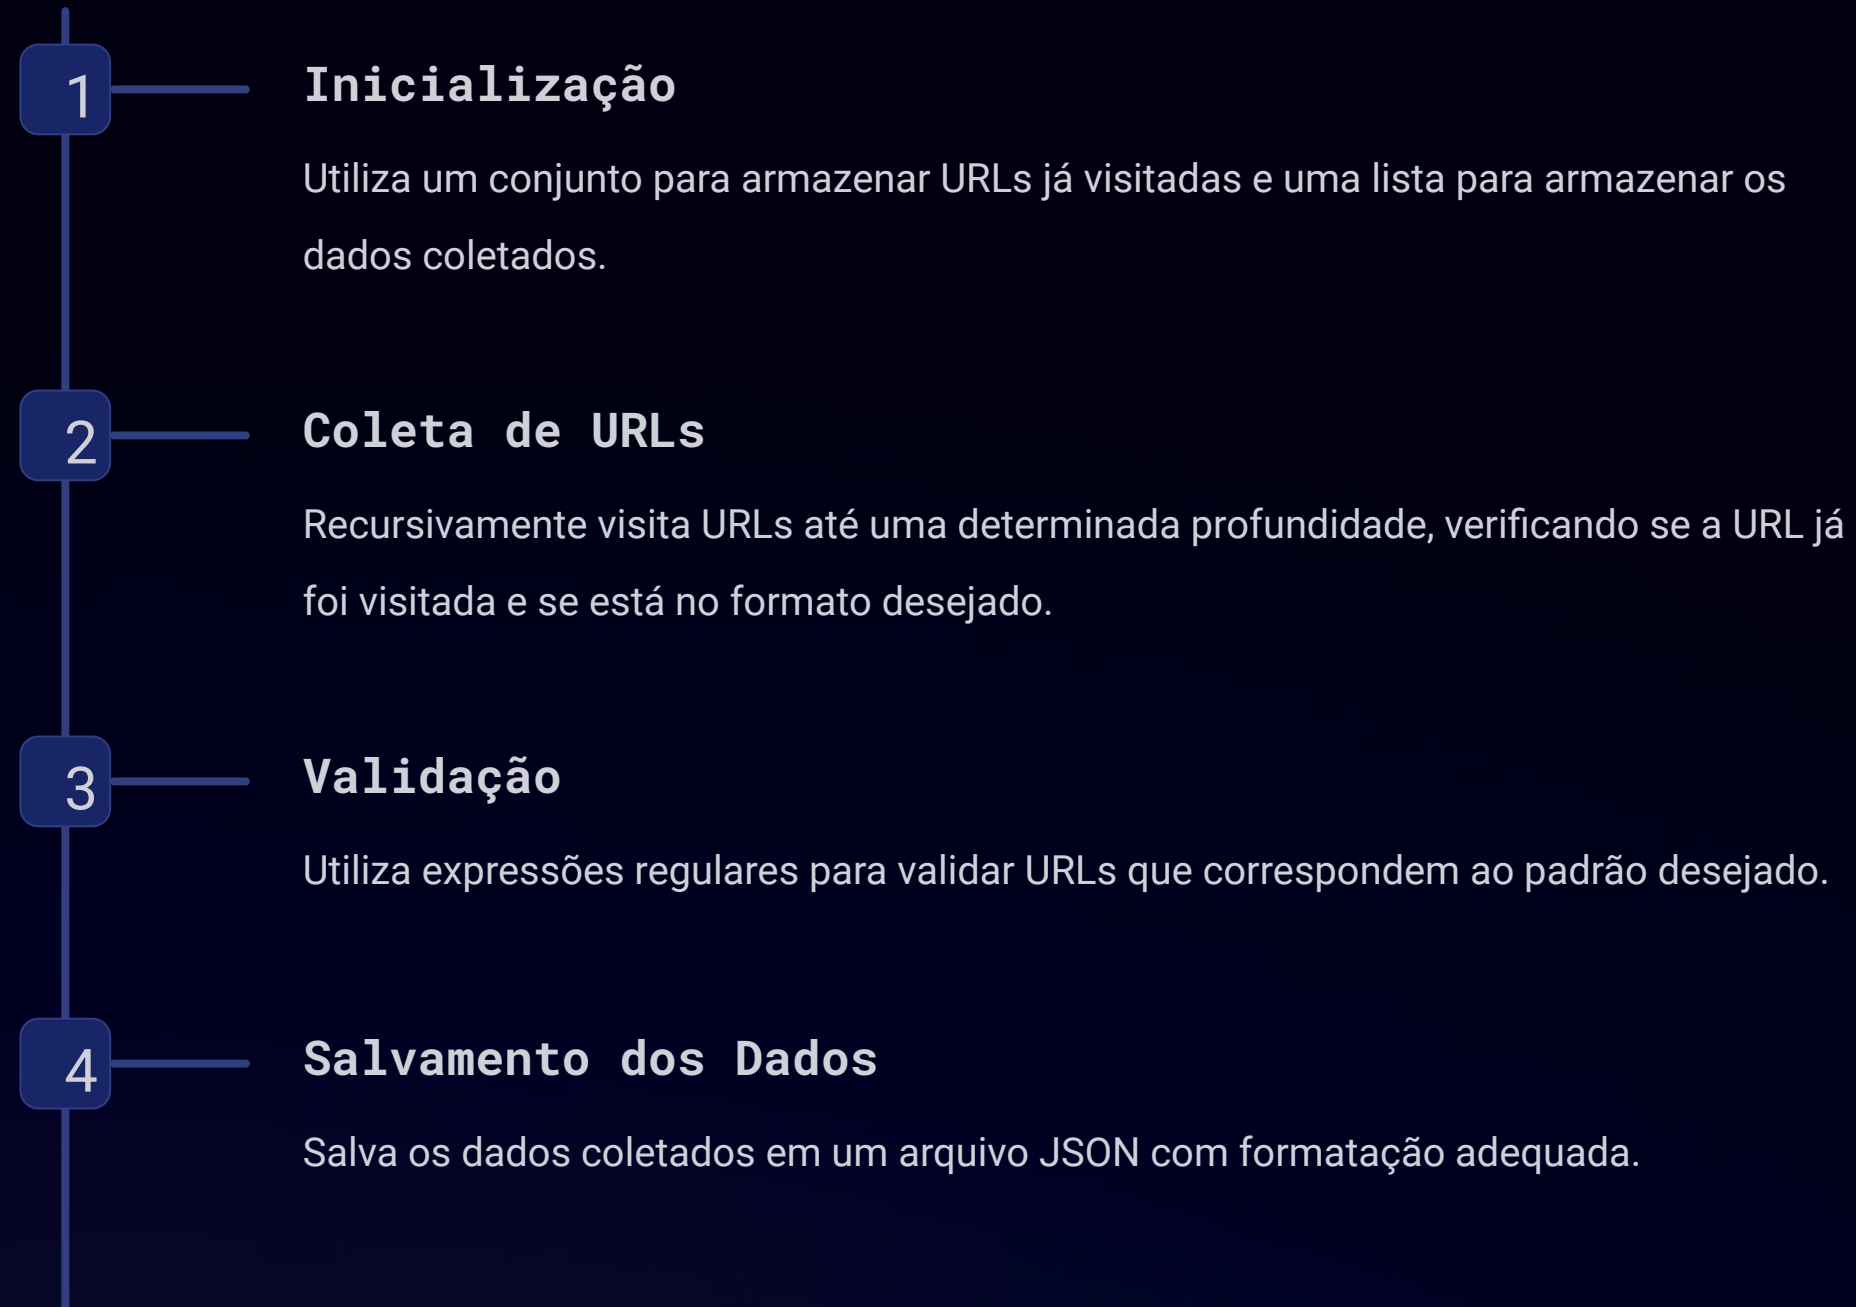 1
Inicialização
Utiliza um conjunto para armazenar URLs já visitadas e uma lista para armazenar os
dados coletados.
2
Coleta de URLs
Recursivamente visita URLs até uma determinada profundidade, verificando se a URL já
foi visitada e se está no formato desejado.
3
Validação
Utiliza expressões regulares para validar URLs que correspondem ao padrão desejado.
4
Salvamento dos Dados
Salva os dados coletados em um arquivo JSON com formatação adequada.